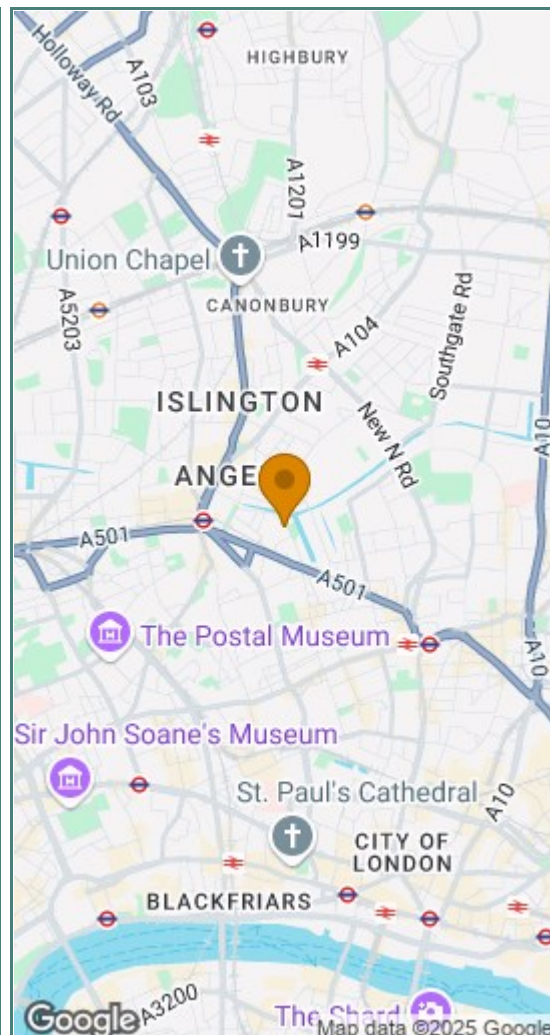 HIGHBURY
Holloway Rd
A103
A1201
A1199
Union Chapel
CANONBURY
A5203
A104
Southgate Rd
ISLINGTON
New N Rd
A10
ANGE
A501
A501
The Postal Museum
A10
Sir John Soane's Museum
St. Paul's Cathedral
A10
CITY OF
LONDON
BLACKFRIARS
A3200
The Shard
Google
Map data ©2025 Google